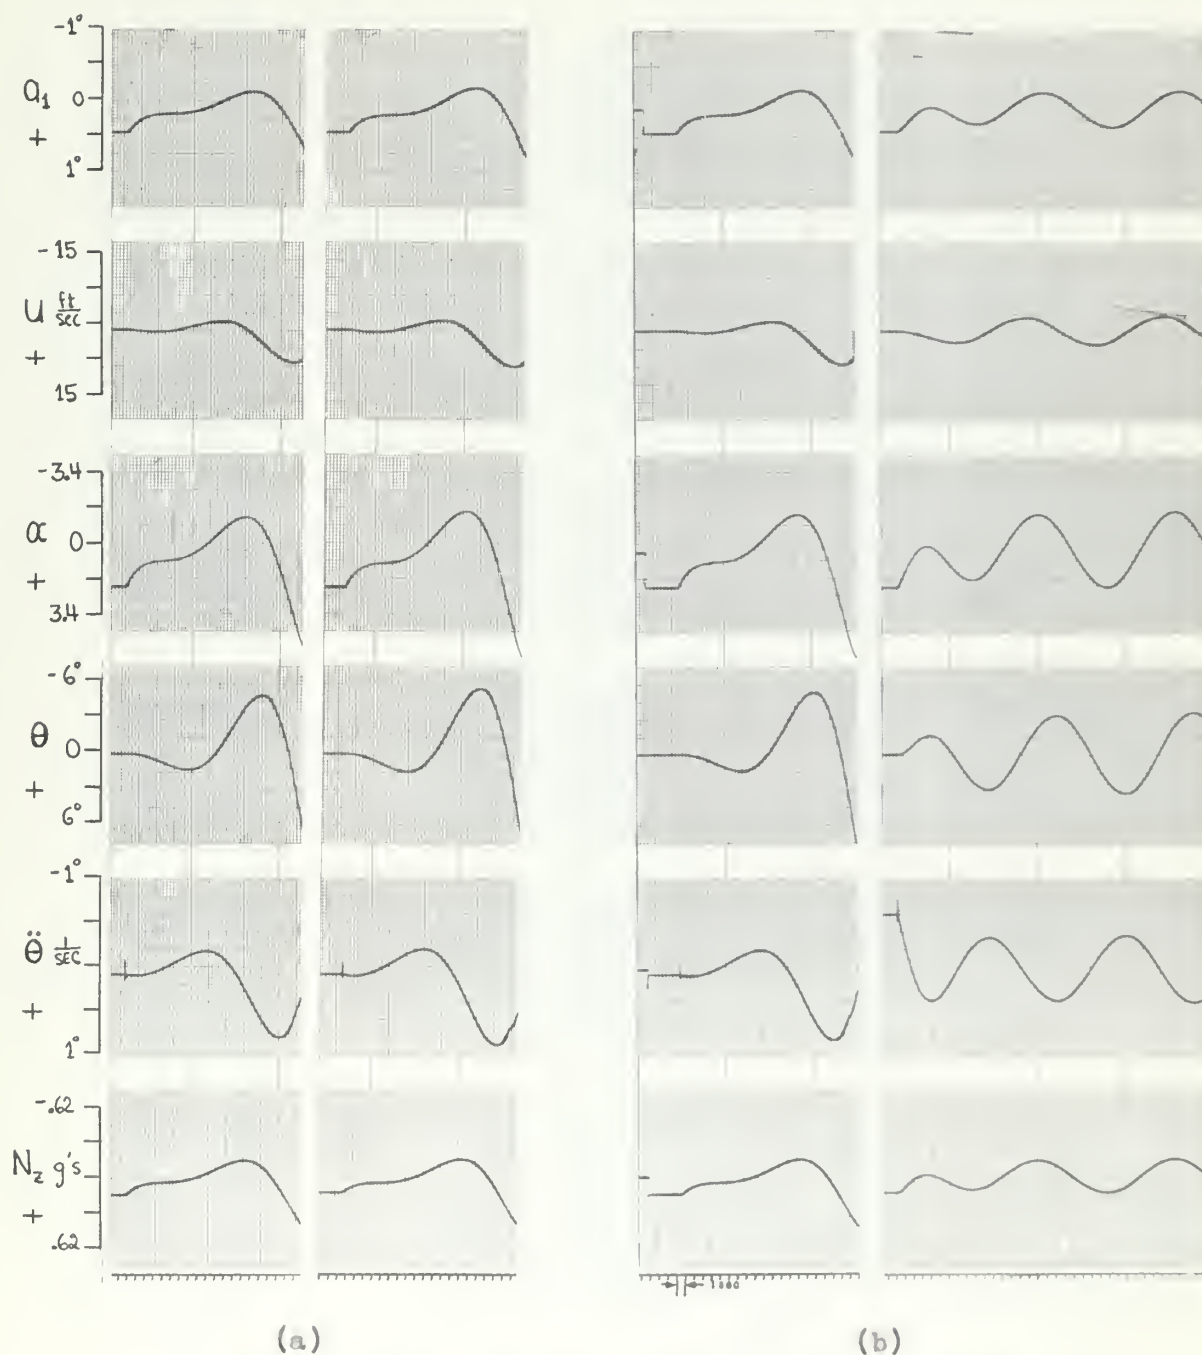 -1°
a₁ 0
+
1°
-15
U ft/sec
+
15
-3.4
α 0
+
3.4
-6°
θ 0
+
6°
-1°
θ̈ 1/SEC
+
1°
-.62
N_z g's
+
.62
(a)
(b)